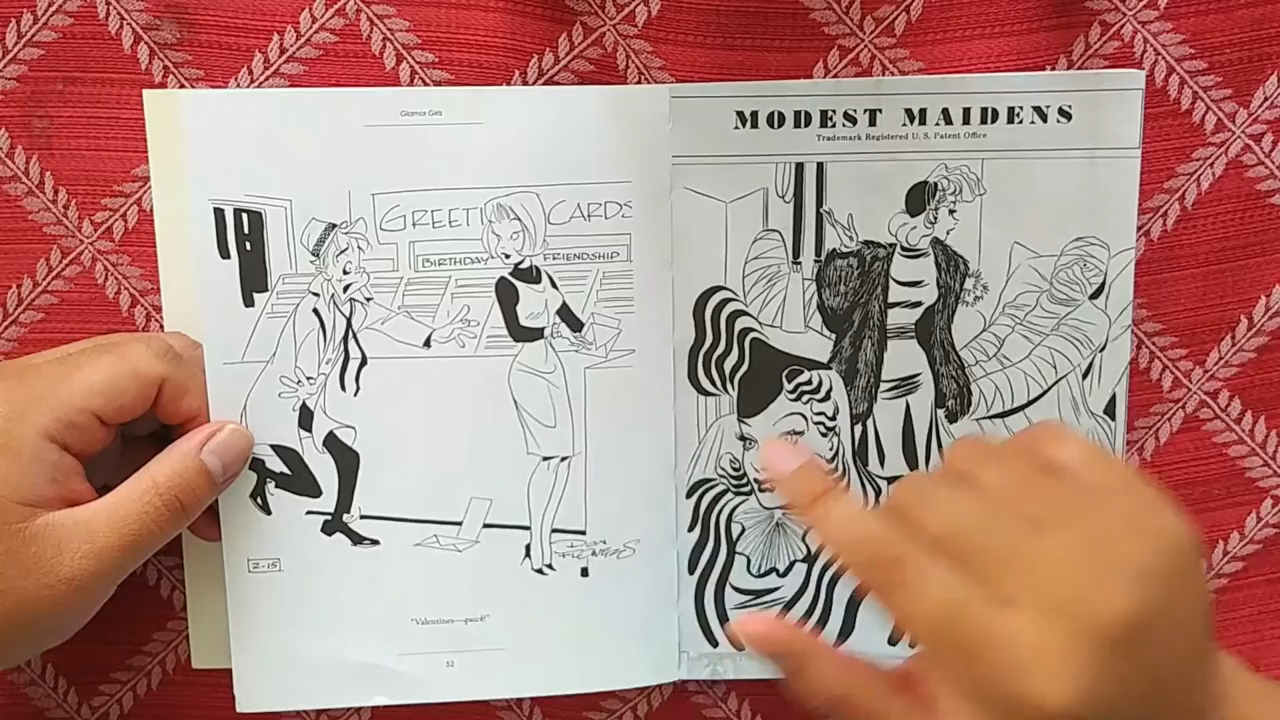 Glamor Girls
GREETI CARDS
BIRTHDAY FRIENDSHIP
DON
FLOWERS
2-15
"Valentines—quick!"
52
MODEST MAIDENS
Trademark Registered U. S. Patent Office